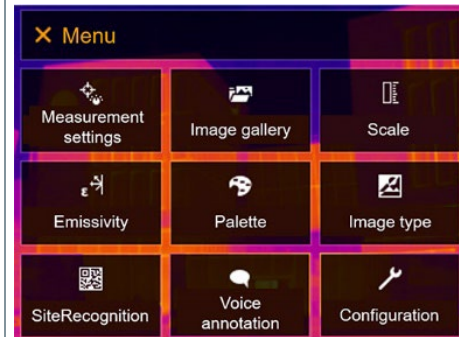 × Menu
Measurement
settings
Image gallery
Scale
ε
Emissivity
Palette
Image type
SiteRecognition
Voice
annotation
Configuration